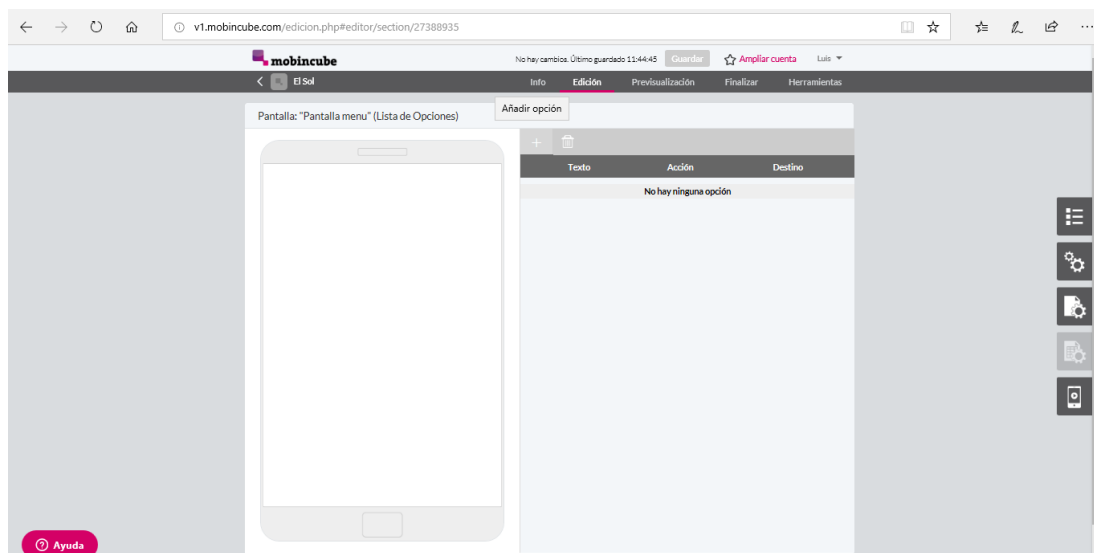 v1.mobincube.com/edicion.php#editor/section/27388935
mobincube
No hay cambios. Último guardado 11:44:45 Guardar Ampliar cuenta Luis
El Sol Info Edición Previsualización Finalizar Herramientas
Añadir opción
Pantalla: "Pantalla menu" (Lista de Opciones)
Texto Acción Destino
No hay ninguna opción
Ayuda